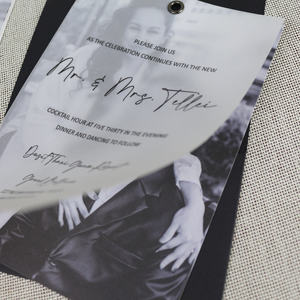 PLEASE JOIN US
AS THE CELEBRATION CONTINUES WITH THE NEW
Mr. & Mrs. Tellei
COCKTAIL HOUR AT FIVE THIRTY IN THE EVENING
DINNER AND DANCING TO FOLLOW